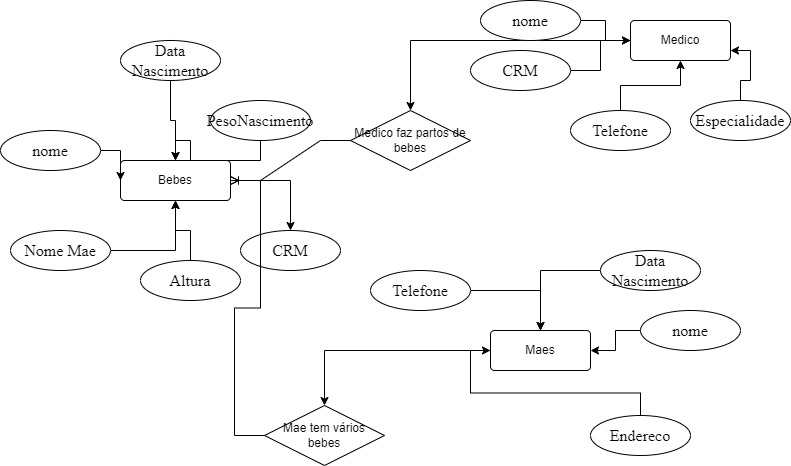 nome
Medico
Data
Nascimento
CRM
PesoNascimento
Telefone
Especialidade
Medico faz partos de
bebes
nome
Bebes
Nome Mae
CRM
Altura
Data
Nascimento
Telefone
nome
Maes
Mae tem vários
bebes
Endereco